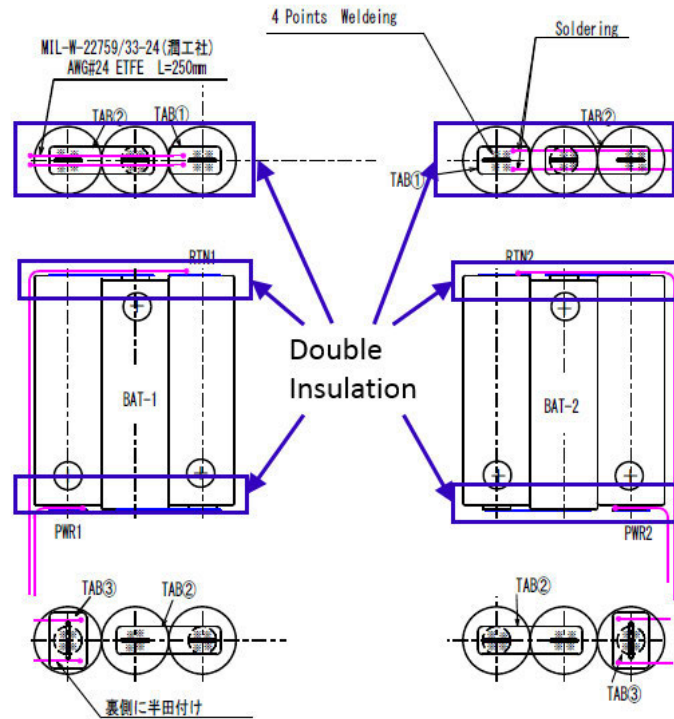 4 Points Weldeing
MIL-W-22759/33-24(潤工社)
AWG#24 ETFE L=250mm
Soldering
TAB②
TAB①
TAB②
TAB①
RTN1
RTN2
Double
Insulation
BAT-1
BAT-2
PWR1
PWR2
TAB③
TAB②
TAB②
TAB③
裏側に半田付け